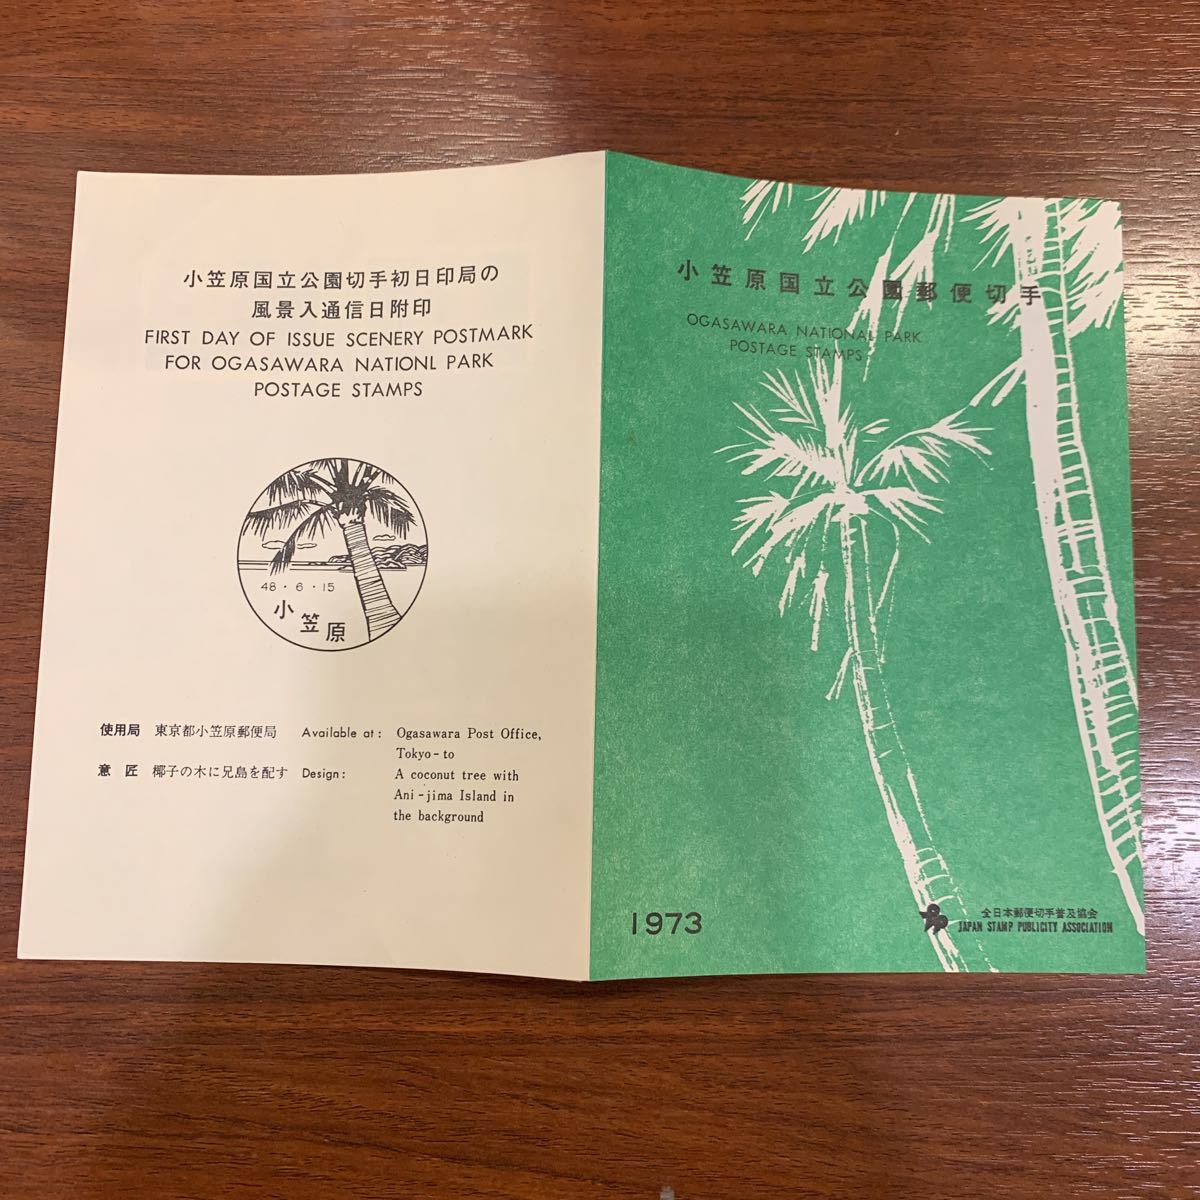 小笠原国立公園切手初日印局の
風景入通信日附印
FIRST DAY OF ISSUE SCENERY POSTMARK
FOR OGASAWARA NATIONL PARK
POSTAGE STAMPS
48・6・15
小笠原
使用局 東京都小笠原郵便局 Available at: Ogasawara Post Office,
Tokyo-to
意匠 椰子の木に兄島を配す Design: A coconut tree with
Ani-jima Island in
the background
小笠原国立公園郵便切手
OGASAWARA NATIONAL PARK
POSTAGE STAMPS
1973
全日本郵便切手普及協会
JAPAN STAMP PUBLICITY ASSOCIATION